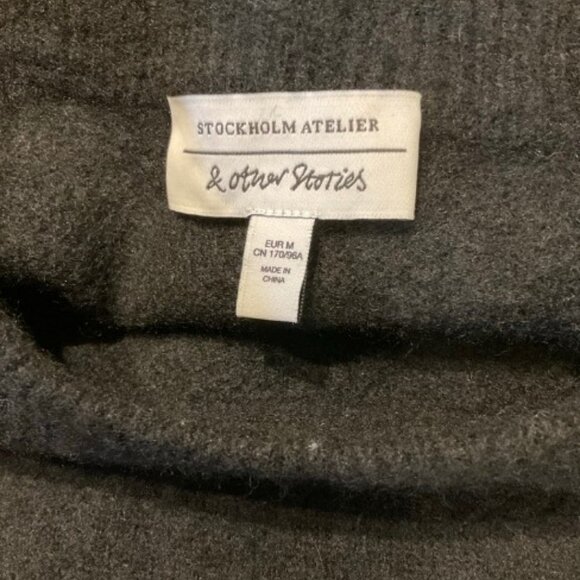 STOCKHOLM ATELIER
& other Stories
EUR M
CN 170/96A
MADE IN
CHINA